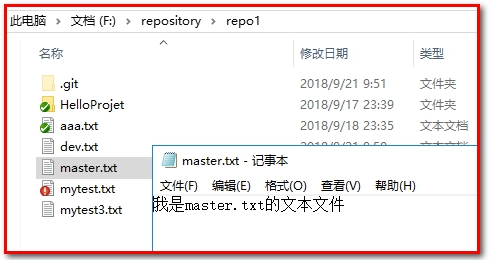 此电脑 › 文档 (F:) › repository › repo1
名称 修改日期 类型
.git 2018/9/21 9:51 文件夹
HelloProjet 2018/9/17 23:39 文件夹
aaa.txt 2018/9/18 23:35 文本文档
dev.txt
master.txt
mytest.txt
mytest3.txt
master.txt - 记事本
文件(F) 编辑(E) 格式(O) 查看(V) 帮助(H)
我是master.txt的文本文件